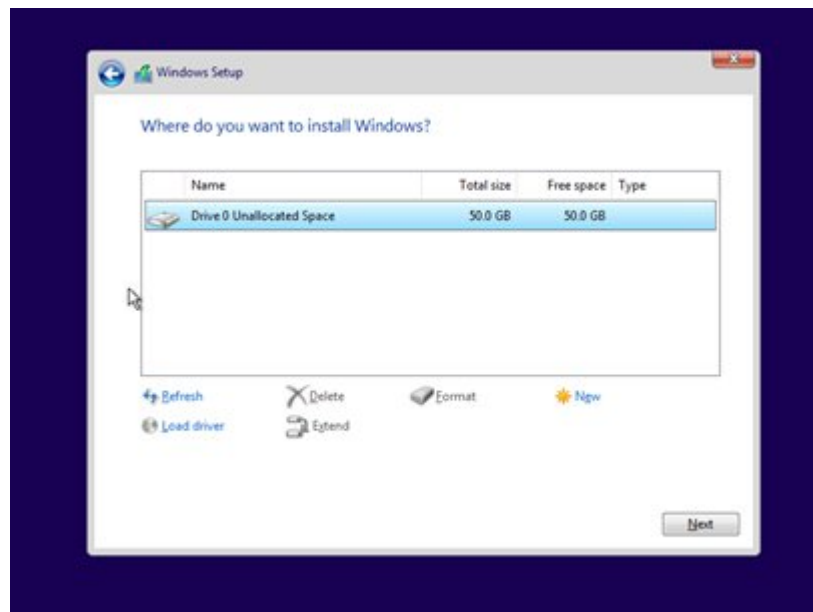 Windows Setup
Where do you want to install Windows?
Name Total size Free space Type
Drive 0 Unallocated Space 50.0 GB 50.0 GB
Refresh Delete Format New
Load driver Extend
Next